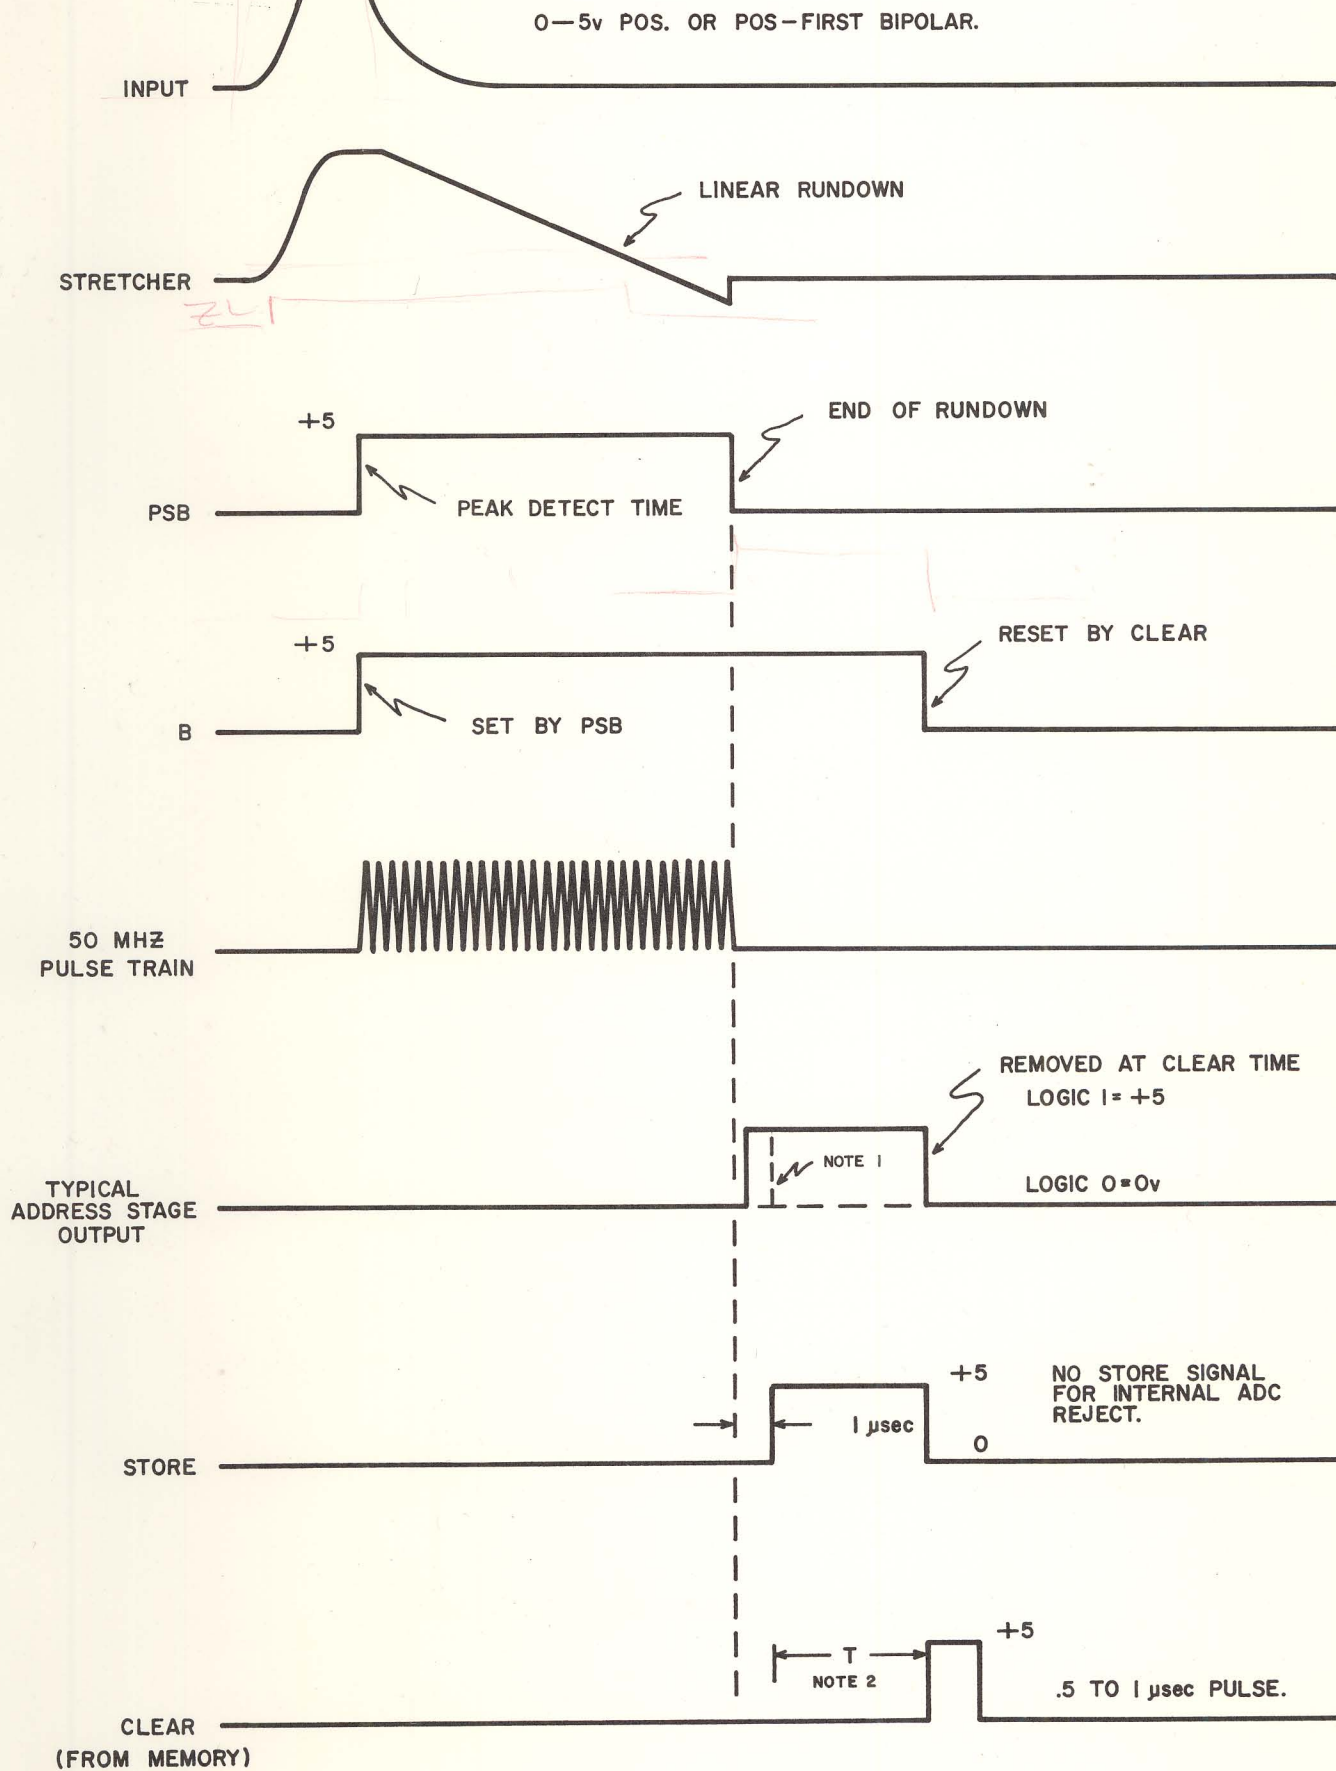 0—5v POS. OR POS-FIRST BIPOLAR.
INPUT
LINEAR RUNDOWN
STRETCHER
+5
END OF RUNDOWN
PEAK DETECT TIME
PSB
+5
RESET BY CLEAR
SET BY PSB
B
50 MHZ
PULSE TRAIN
REMOVED AT CLEAR TIME
LOGIC 1 = +5
NOTE 1
LOGIC 0 = 0v
TYPICAL
ADDRESS STAGE
OUTPUT
+5
NO STORE SIGNAL
FOR INTERNAL ADC
REJECT.
1 µsec
0
STORE
+5
T
NOTE 2
.5 TO 1 µsec PULSE.
CLEAR
(FROM MEMORY)